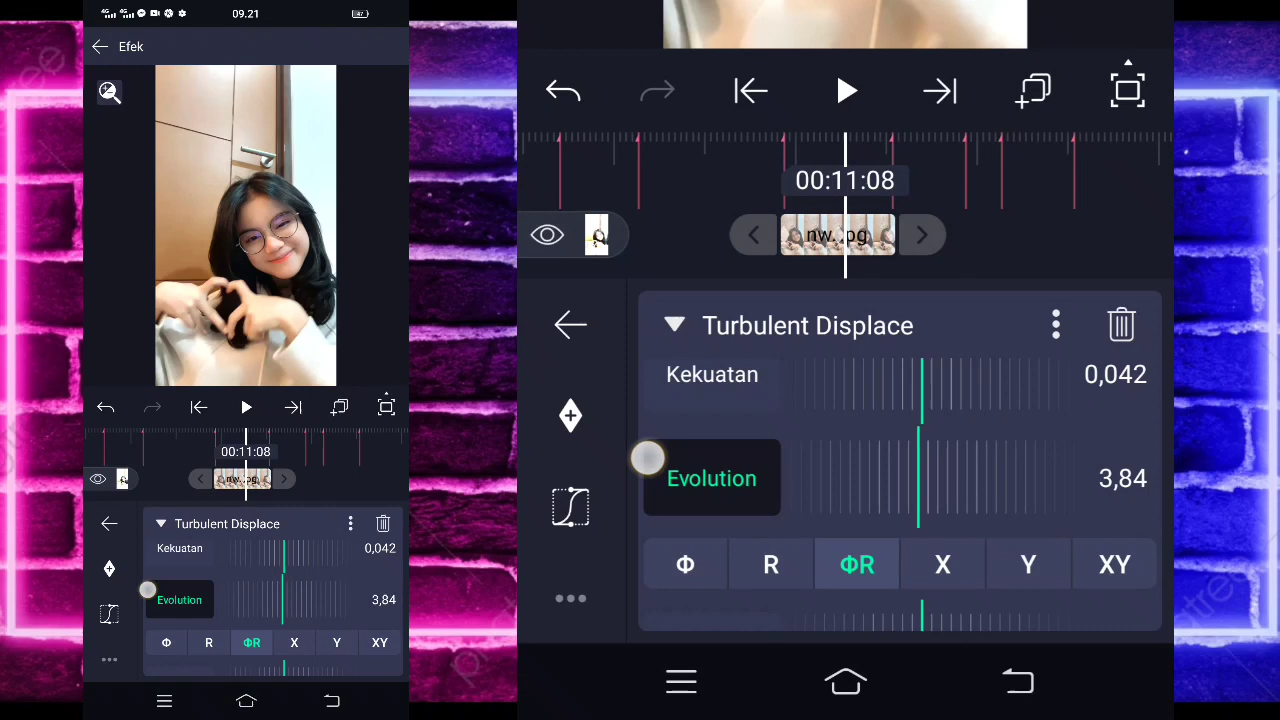 09.21
Efek
00:11:08
nw..pg
Turbulent Displace
Kekuatan
0,042
Evolution
3,84
Φ R ΦR X Y XY
00:11:08
nw..pg
Turbulent Displace
Kekuatan
0,042
Evolution
3,84
Φ R ΦR X Y XY